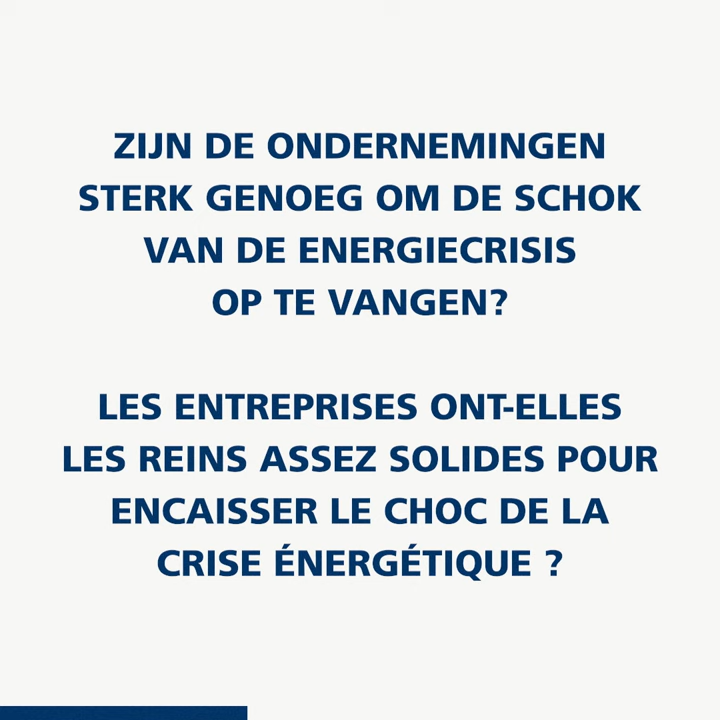 ZIJN DE ONDERNEMINGEN
STERK GENOEG OM DE SCHOK
VAN DE ENERGIECRISIS
OP TE VANGEN?
LES ENTREPRISES ONT-ELLES
LES REINS ASSEZ SOLIDES POUR
ENCAISSER LE CHOC DE LA
CRISE ÉNERGÉTIQUE ?